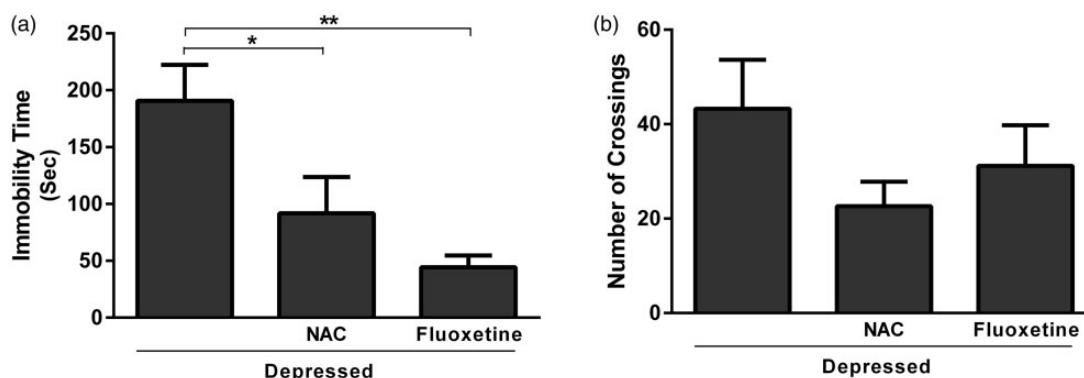 (a)
Immobility Time
(Sec)
250
200
150
100
50
0
*
**
NAC
Fluoxetine
Depressed
(b)
Number of Crossings
60
40
20
0
NAC
Fluoxetine
Depressed